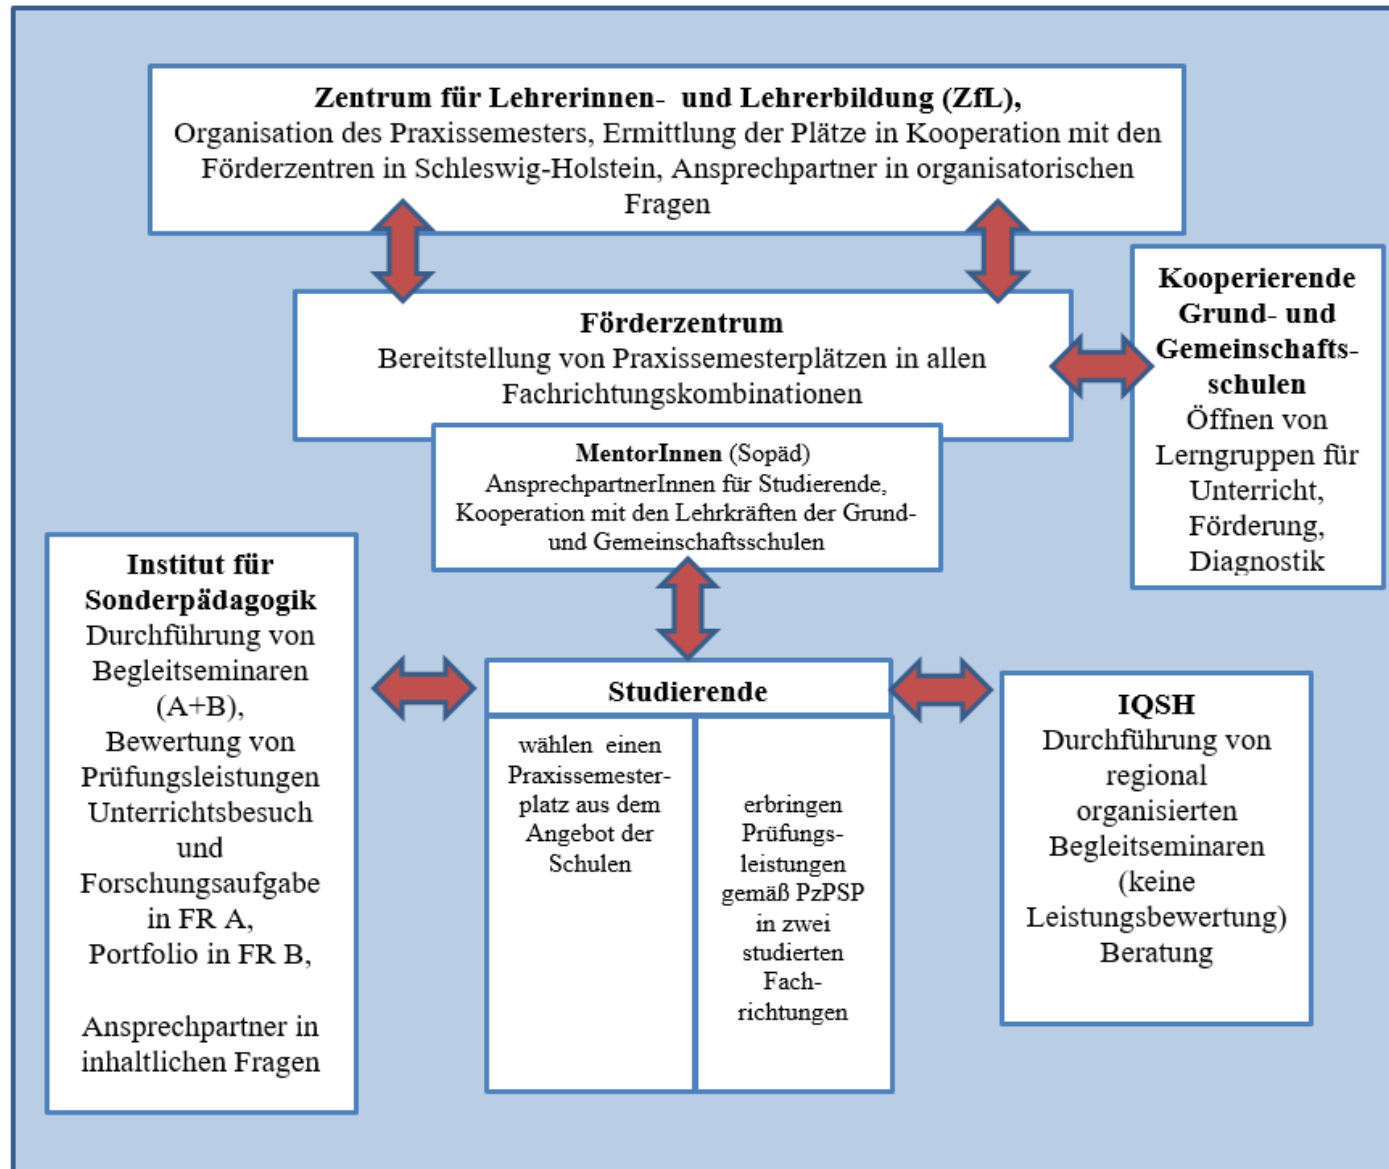 Zentrum für Lehrerinnen- und Lehrerbildung (ZfL),
Organisation des Praxissemesters, Ermittlung der Plätze in Kooperation mit den
Förderzentren in Schleswig-Holstein, Ansprechpartner in organisatorischen
Fragen
Förderzentrum
Bereitstellung von Praxissemesterplätzen in allen
Fachrichtungskombinationen
Kooperierende
Grund- und
Gemeinschafts-
schulen
Öffnen von
Lerngruppen für
Unterricht,
Förderung,
Diagnostik
MentorInnen (Sopäd)
AnsprechpartnerInnen für Studierende,
Kooperation mit den Lehrkräften der Grund-
und Gemeinschaftsschulen
Institut für
Sonderpädagogik
Durchführung von
Begleitseminaren
(A+B),
Bewertung von
Prüfungsleistungen
Unterrichtsbesuch
und
Forschungsaufgabe
in FR A,
Portfolio in FR B,
Ansprechpartner in
inhaltlichen Fragen
Studierende
wählen einen
Praxissemester-
platz aus dem
Angebot der
Schulen
erbringen
Prüfungs-
leistungen
gemäß PzPSP
in zwei
studierten
Fach-
richtungen
IQSH
Durchführung von
regional
organisierten
Begleitseminaren
(keine
Leistungsbewertung)
Beratung